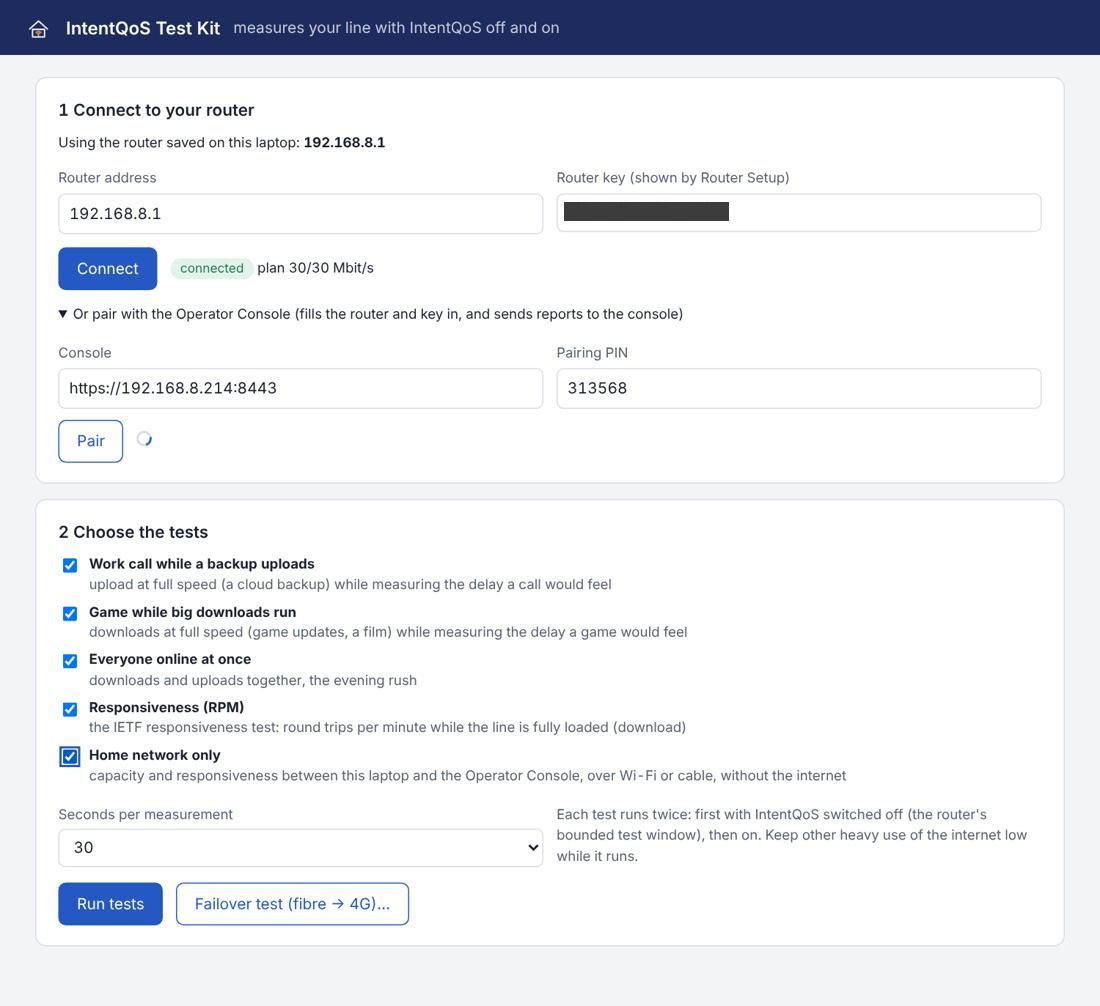 IntentQoS Test Kit measures your line with IntentQoS off and on
1 Connect to your router
Using the router saved on this laptop: 192.168.8.1
Router address
Router key (shown by Router Setup)
192.168.8.1
Connect
connected plan 30/30 Mbit/s
▼ Or pair with the Operator Console (fills the router and key in, and sends reports to the console)
Console
Pairing PIN
https://192.168.8.214:8443
313568
Pair
2 Choose the tests
Work call while a backup uploads
upload at full speed (a cloud backup) while measuring the delay a call would feel
Game while big downloads run
downloads at full speed (game updates, a film) while measuring the delay a game would feel
Everyone online at once
downloads and uploads together, the evening rush
Responsiveness (RPM)
the IETF responsiveness test: round trips per minute while the line is fully loaded (download)
Home network only
capacity and responsiveness between this laptop and the Operator Console, over Wi-Fi or cable, without the internet
Seconds per measurement
30
Each test runs twice: first with IntentQoS switched off (the router's
bounded test window), then on. Keep other heavy use of the internet low
while it runs.
Run tests
Failover test (fibre → 4G)...